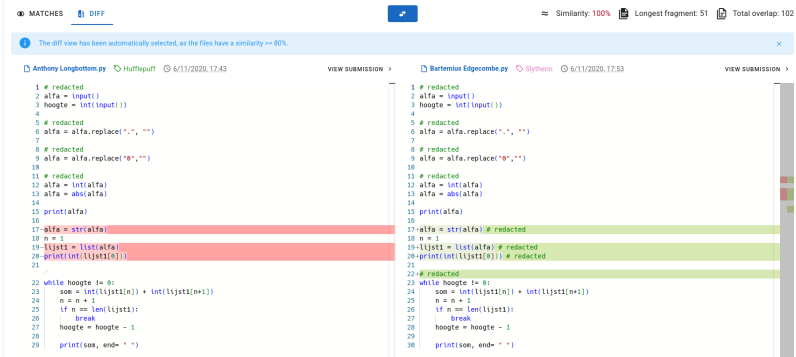 MATCHES DIFF Similarity: 100% Longest fragment: 51 Total overlap: 102
The diff view has been automatically selected, as the files have a similarity >= 80%. ×
Anthony Longbottom.py Hufflepuff 6/11/2020, 17:43 VIEW SUBMISSION >
1 # redacted
2 alfa = input()
3 hoogte = int(input())
4
5 # redacted
6 alfa = alfa.replace(".", "")
7
8 # redacted
9 alfa = alfa.replace("0","")
10
11 # redacted
12 alfa = int(alfa)
13 alfa = abs(alfa)
14
15 print(alfa)
16
17-alfa = str(alfa)
18 n = 1
19-lijst1 = list(alfa)
20-print(int(lijst1[0]))
21
22 while hoogte != 0:
23     som = int(lijst1[n]) + int(lijst1[n+1])
24     n = n + 1
25     if n == len(lijst1):
26         break
27     hoogte = hoogte - 1
28
29     print(som, end= " ")
Bartemius Edgecombe.py Slytherin 6/11/2020, 17:53 VIEW SUBMISSION >
1 # redacted
2 alfa = input()
3 hoogte = int(input())
4
5 # redacted
6 alfa = alfa.replace(".", "")
7
8 # redacted
9 alfa = alfa.replace("0","")
10
11 # redacted
12 alfa = int(alfa)
13 alfa = abs(alfa)
14
15 print(alfa)
16
17+alfa = str(alfa) # redacted
18 n = 1
19+lijst1 = list(alfa) # redacted
20+print(int(lijst1[0])) # redacted
21
22+# redacted
23 while hoogte != 0:
24     som = int(lijst1[n]) + int(lijst1[n+1])
25     n = n + 1
26     if n == len(lijst1):
27         break
28     hoogte = hoogte - 1
29
30     print(som, end= " ")